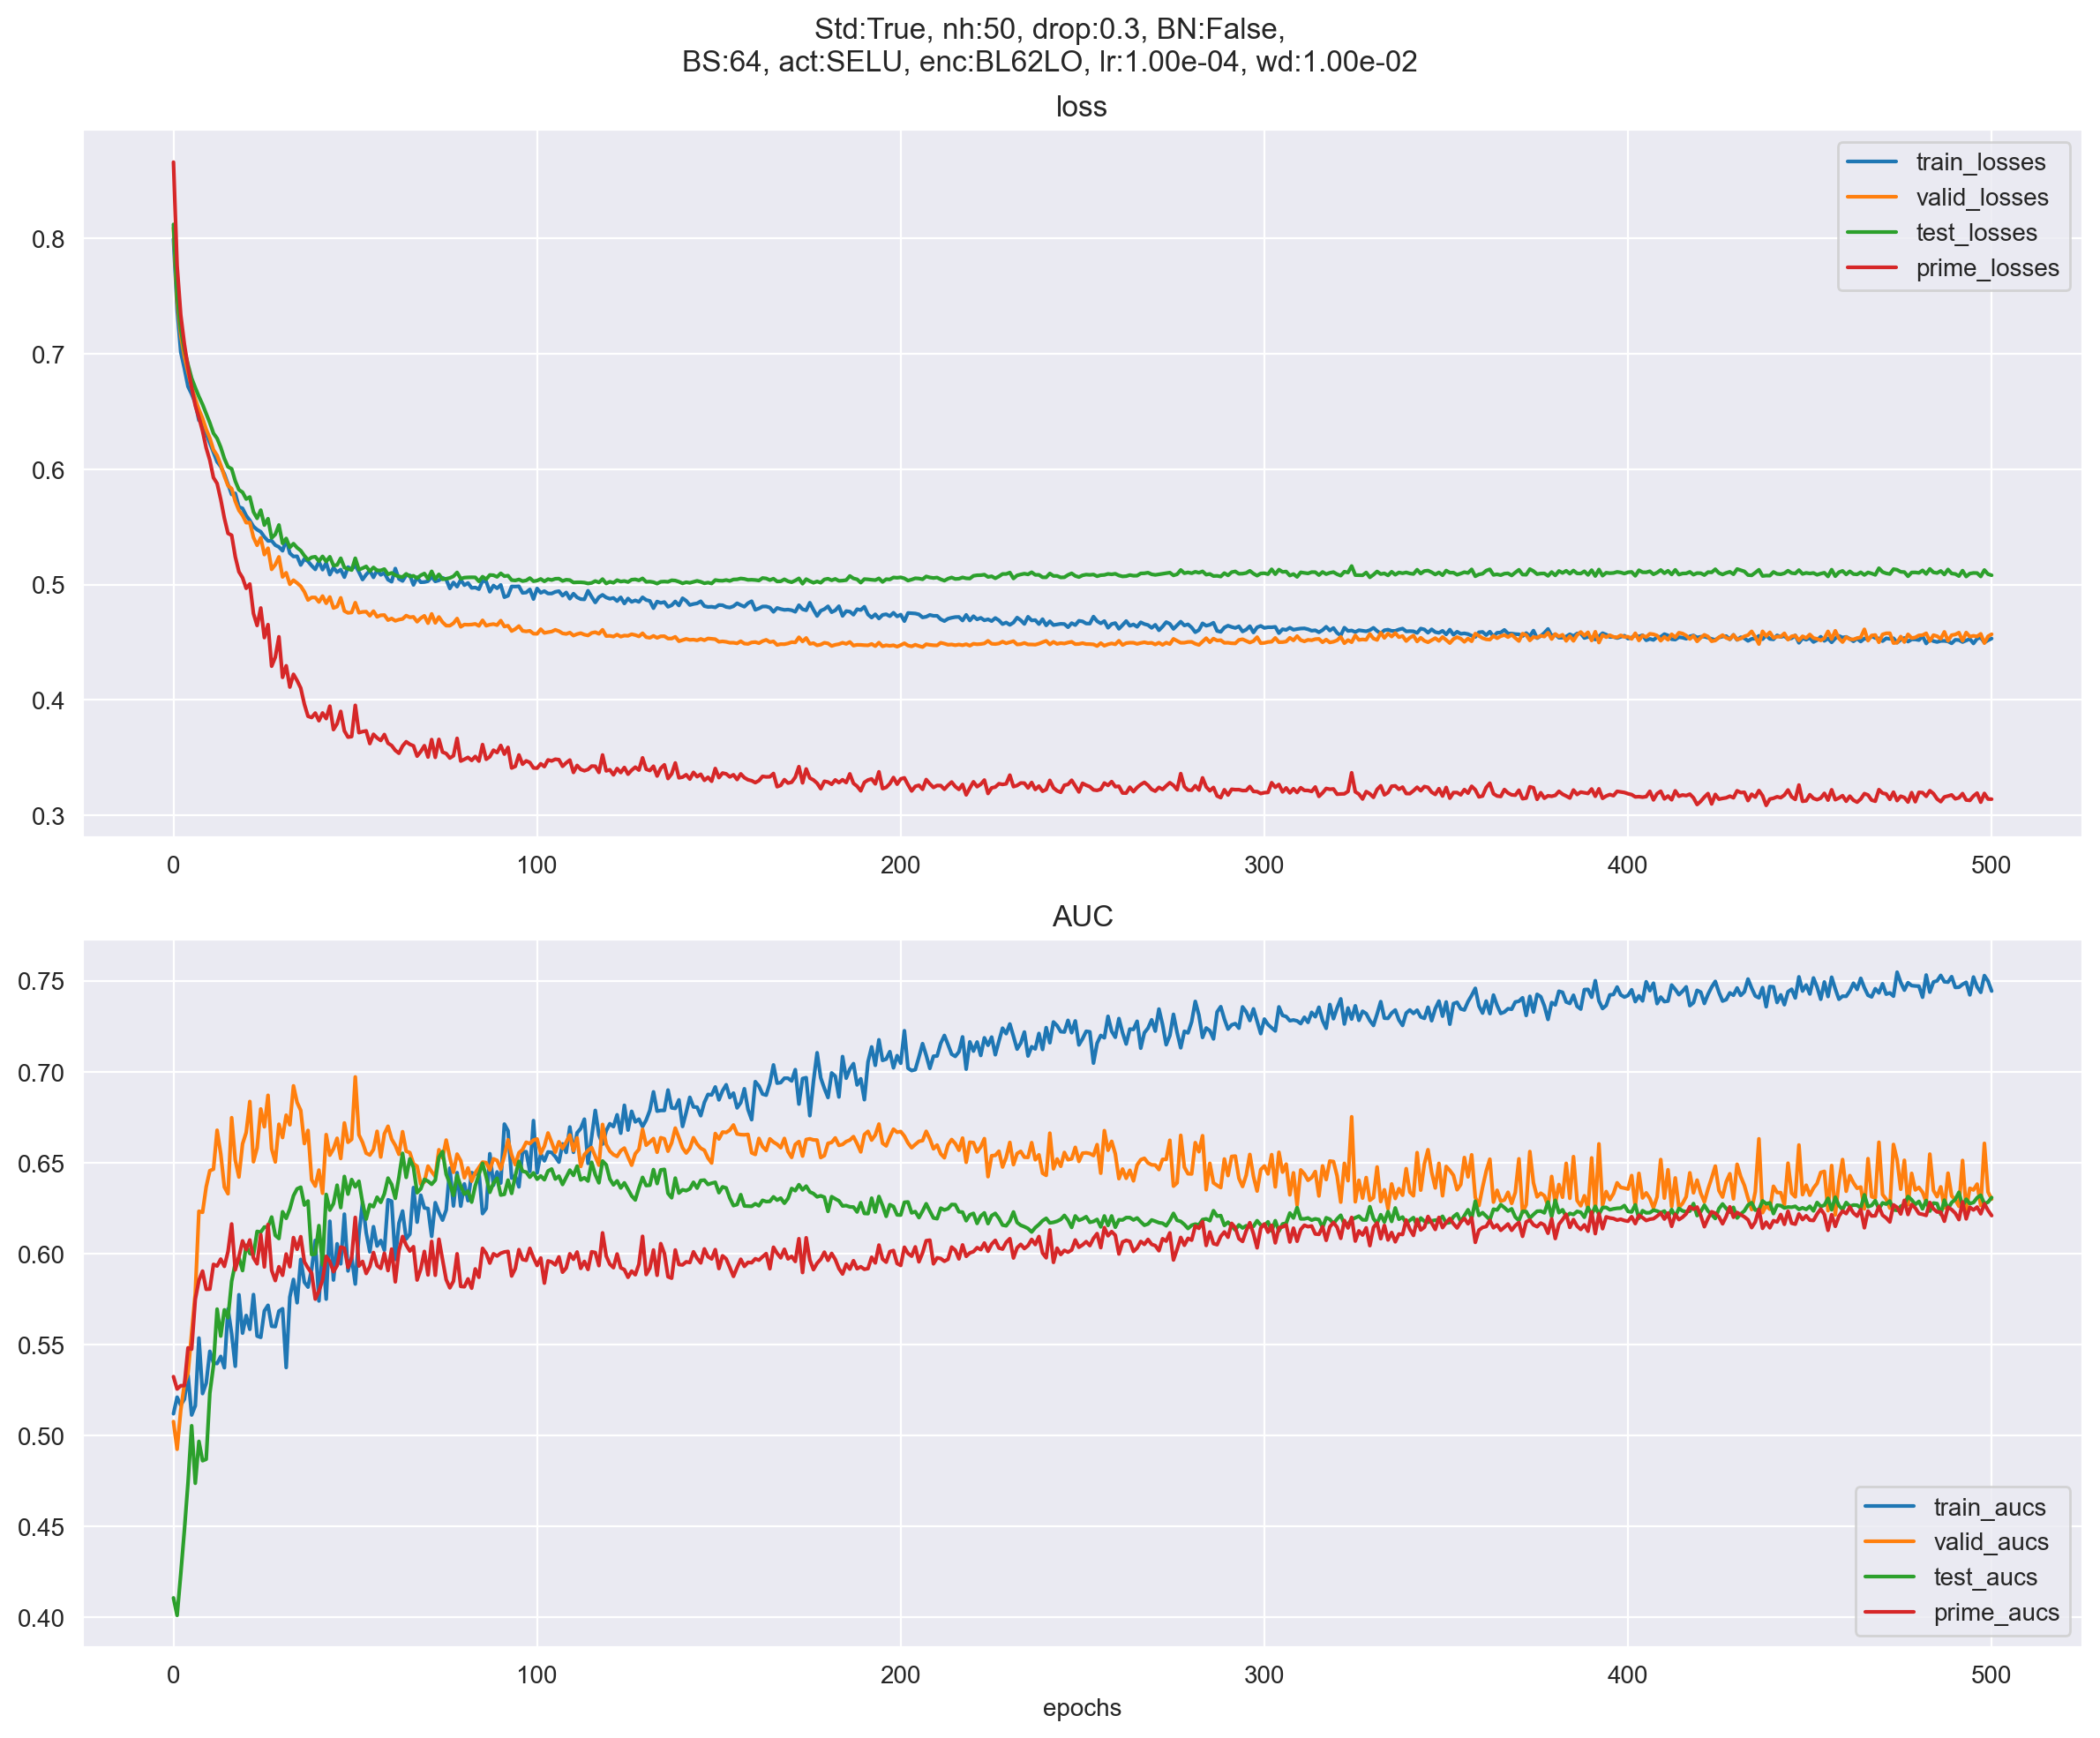 Std:True, nh:50, drop:0.3, BN:False,
BS:64, act:SELU, enc:BL62LO, lr:1.00e-04, wd:1.00e-02
loss
train_losses
valid_losses
test_losses
prime_losses
0.8
0.7
0.6
0.5
0.4
0.3
0 100 200 300 400 500
AUC
0.75
0.70
0.65
0.60
0.55
0.50
0.45
0.40
train_aucs
valid_aucs
test_aucs
prime_aucs
0 100 200 300 400 500
epochs